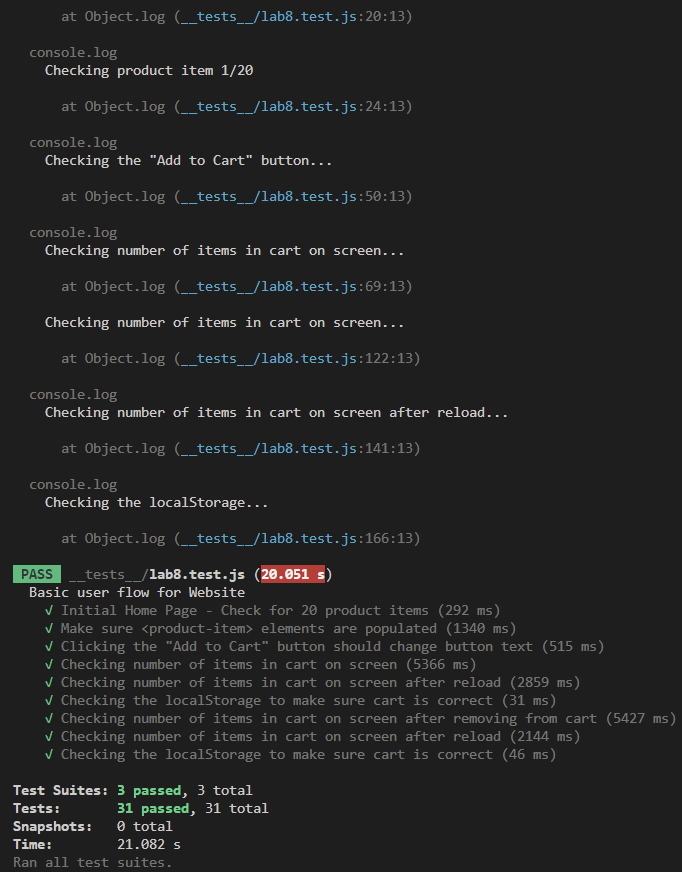 at Object.log (__tests__/lab8.test.js:20:13)
console.log
Checking product item 1/20
at Object.log (__tests__/lab8.test.js:24:13)
console.log
Checking the "Add to Cart" button...
at Object.log (__tests__/lab8.test.js:50:13)
console.log
Checking number of items in cart on screen...
at Object.log (__tests__/lab8.test.js:69:13)
Checking number of items in cart on screen...
at Object.log (__tests__/lab8.test.js:122:13)
console.log
Checking number of items in cart on screen after reload...
at Object.log (__tests__/lab8.test.js:141:13)
console.log
Checking the localStorage...
at Object.log (__tests__/lab8.test.js:166:13)
PASS __tests__/lab8.test.js (20.051 s)
Basic user flow for Website
√ Initial Home Page - Check for 20 product items (292 ms)
√ Make sure <product-item> elements are populated (1340 ms)
√ Clicking the "Add to Cart" button should change button text (515 ms)
√ Checking number of items in cart on screen (5366 ms)
√ Checking number of items in cart on screen after reload (2859 ms)
√ Checking the localStorage to make sure cart is correct (31 ms)
√ Checking number of items in cart on screen after removing from cart (5427 ms)
√ Checking number of items in cart on screen after reload (2144 ms)
√ Checking the localStorage to make sure cart is correct (46 ms)
Test Suites: 3 passed, 3 total
Tests: 31 passed, 31 total
Snapshots: 0 total
Time: 21.082 s
Ran all test suites.